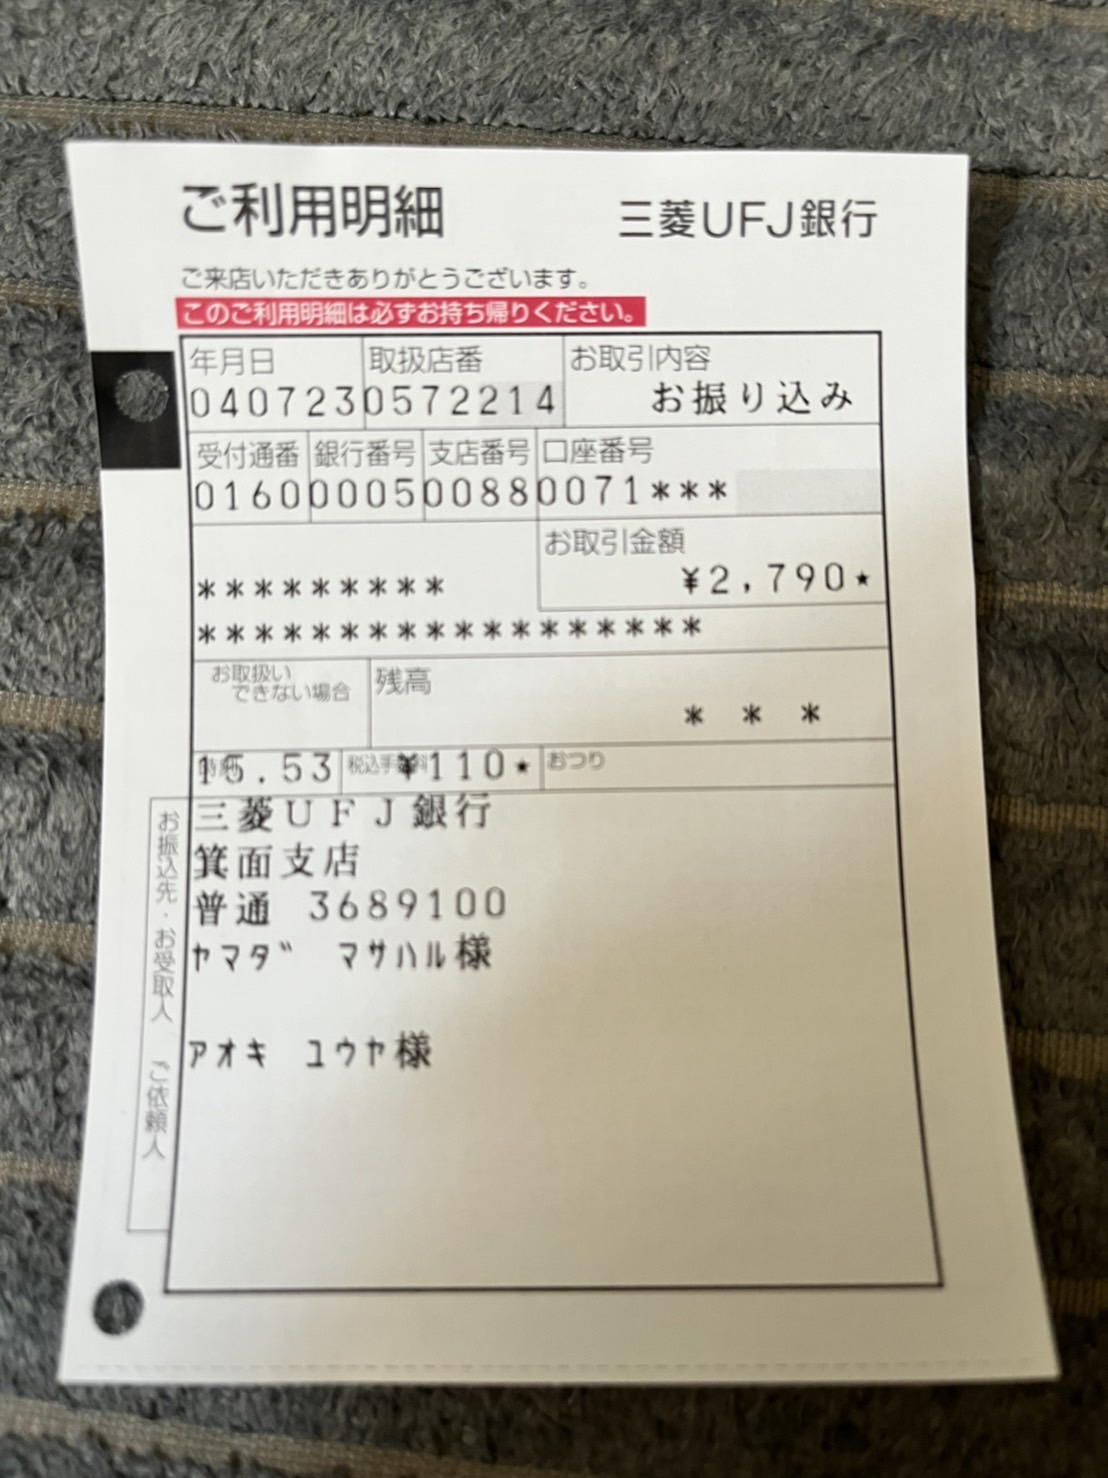 ご利用明細 三菱UFJ銀行
ご来店いただきありがとうございます。
このご利用明細は必ずお持ち帰りください。
年月日 取扱店番 お取引内容
040723 0572214 お振り込み
受付通番 銀行番号 支店番号 口座番号
0160 0005 0088 0071***
お取引金額
********* ¥2,790★
******************
お取扱い
できない場合 残高
* * *
時刻 15.53 税込手数料 ¥110★ おつり
お振込先・お受取人 ご依頼人
三菱UFJ銀行
箕面支店
普通 3689100
ヤマダ゛ マサハル様
アオキ ユウヤ様